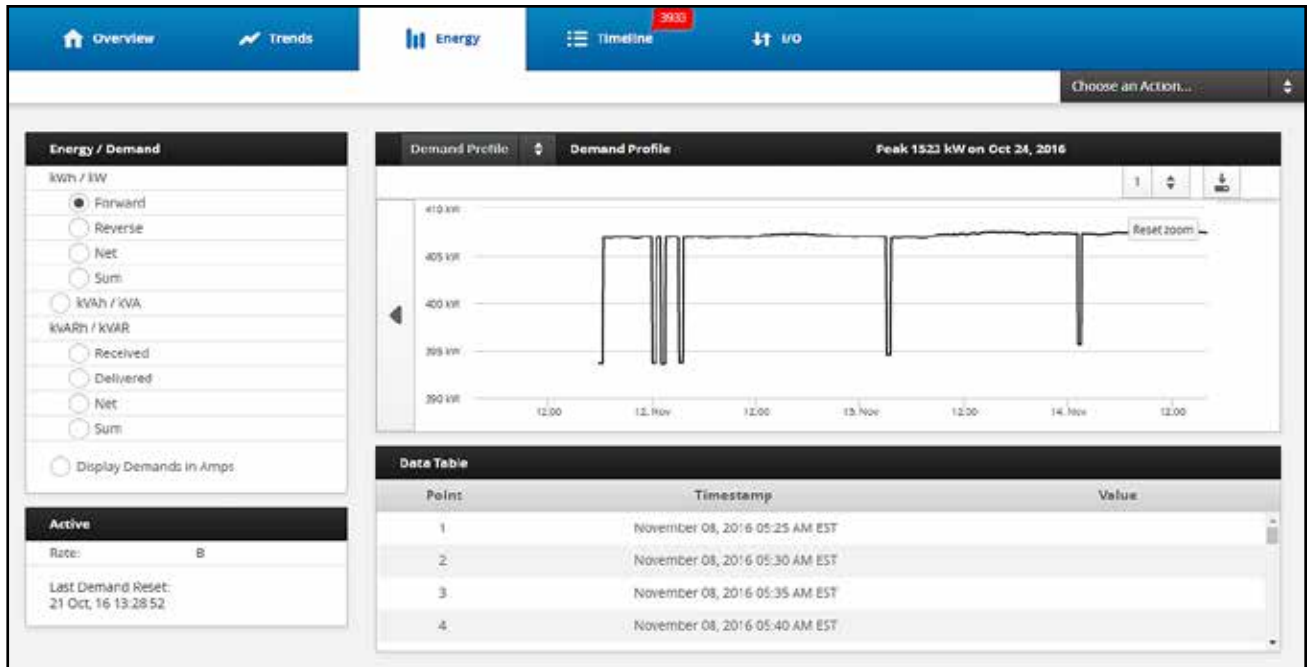 Overview Trends Energy Timeline 3933 I/O
Choose an Action...
Energy / Demand
kWh / kW
Forward
Reverse
Net
Sum
kVAh / kVA
kVARh / kVAR
Received
Delivered
Net
Sum
Display Demands in Amps
Active
Rate: B
Last Demand Reset:
21 Oct, 16 13:28:52
Demand Profile Demand Profile Peak 1523 kW on Oct 24, 2016
1
410 kW
Reset zoom
405 kW
400 kW
395 kW
390 kW
12:00 12. Nov 12:00 13. Nov 12:00 14. Nov 12:00
Data Table
Point Timestamp Value
1 November 08, 2016 05:25 AM EST
2 November 08, 2016 05:30 AM EST
3 November 08, 2016 05:35 AM EST
4 November 08, 2016 05:40 AM EST